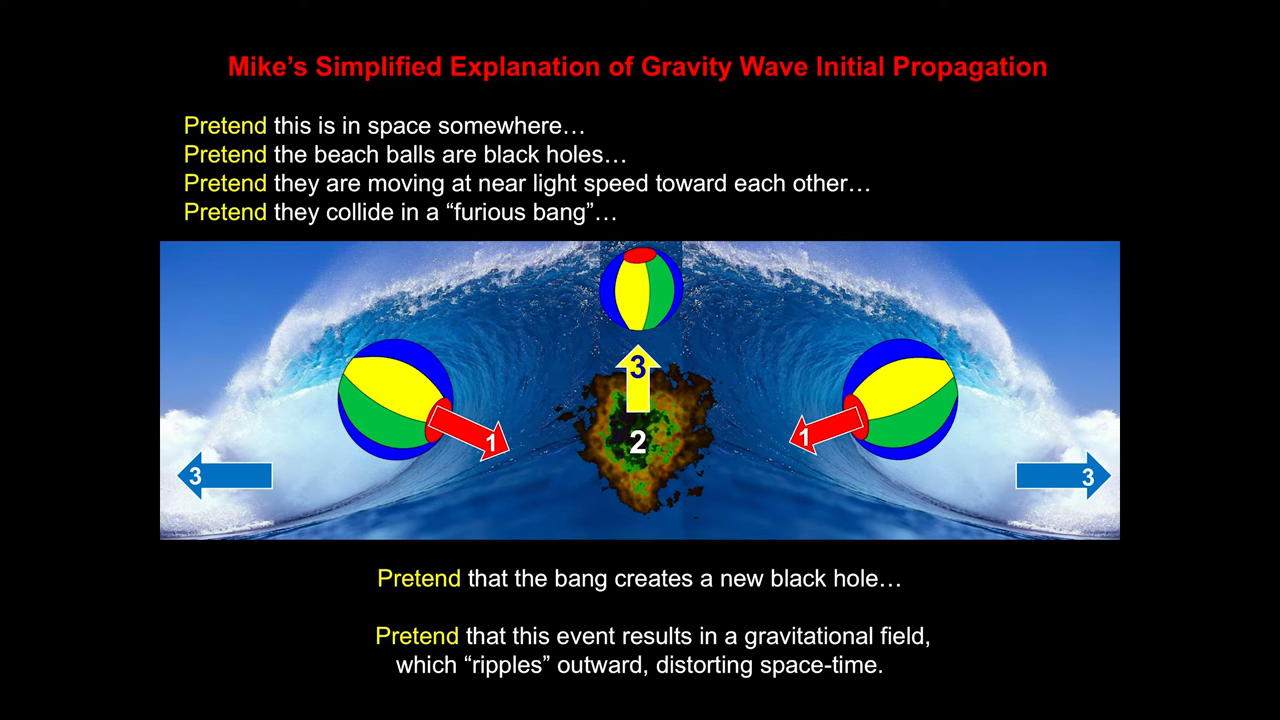 Mike’s Simplified Explanation of Gravity Wave Initial Propagation
Pretend this is in space somewhere…
Pretend the beach balls are black holes…
Pretend they are moving at near light speed toward each other…
Pretend they collide in a “furious bang”…
3
1
2
1
3
3
Pretend that the bang creates a new black hole…
Pretend that this event results in a gravitational field,
which “ripples” outward, distorting space-time.